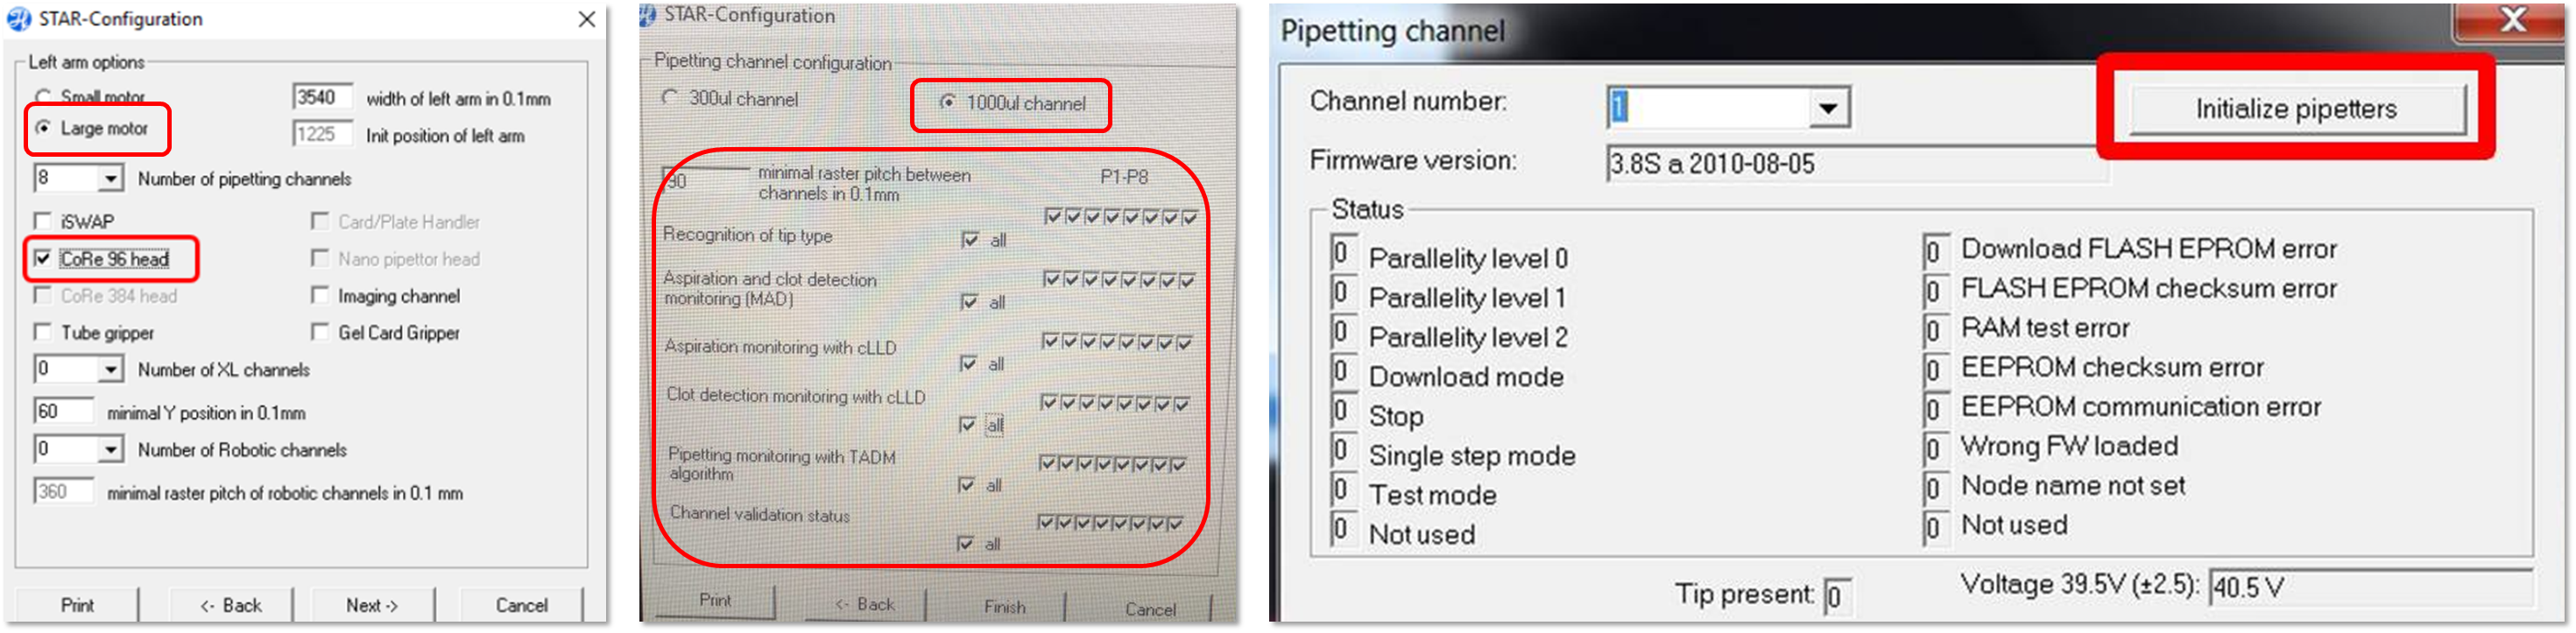 STAR-Configuration
Left arm options
Small motor
3540 width of left arm in 0.1mm
Large motor
1225 Init position of left arm
8 Number of pipetting channels
iSWAP
Card/Plate Handler
CoRe 96 head
Nano pipettor head
CoRe 384 head
Imaging channel
Tube gripper
Gel Card Gripper
0 Number of XL channels
60 minimal Y position in 0.1mm
0 Number of Robotic channels
360 minimal raster pitch of robotic channels in 0.1 mm
Print
<- Back
Next ->
Cancel
STAR-Configuration
Pipetting channel configuration
300ul channel
1000ul channel
90 minimal raster pitch between
channels in 0.1mm
P1-P8
Recognition of tip type
all
Aspiration and clot detection
monitoring (MAD)
all
Aspiration monitoring with cLLD
all
Clot detection monitoring with cLLD
all
Pipetting monitoring with TADM
algorithm
all
Channel validation status
all
Print
<- Back
Finish
Cancel
Pipetting channel
Channel number: 1
Initialize pipetters
Firmware version: 3.8S a 2010-08-05
Status
0 Parallelity level 0
0 Parallelity level 1
0 Parallelity level 2
0 Download mode
0 Stop
0 Single step mode
0 Test mode
0 Not used
0 Download FLASH EPROM error
0 FLASH EPROM checksum error
0 RAM test error
0 EEPROM checksum error
0 EEPROM communication error
0 Wrong FW loaded
0 Node name not set
0 Not used
Tip present: 0
Voltage 39.5V (±2.5): 40.5 V